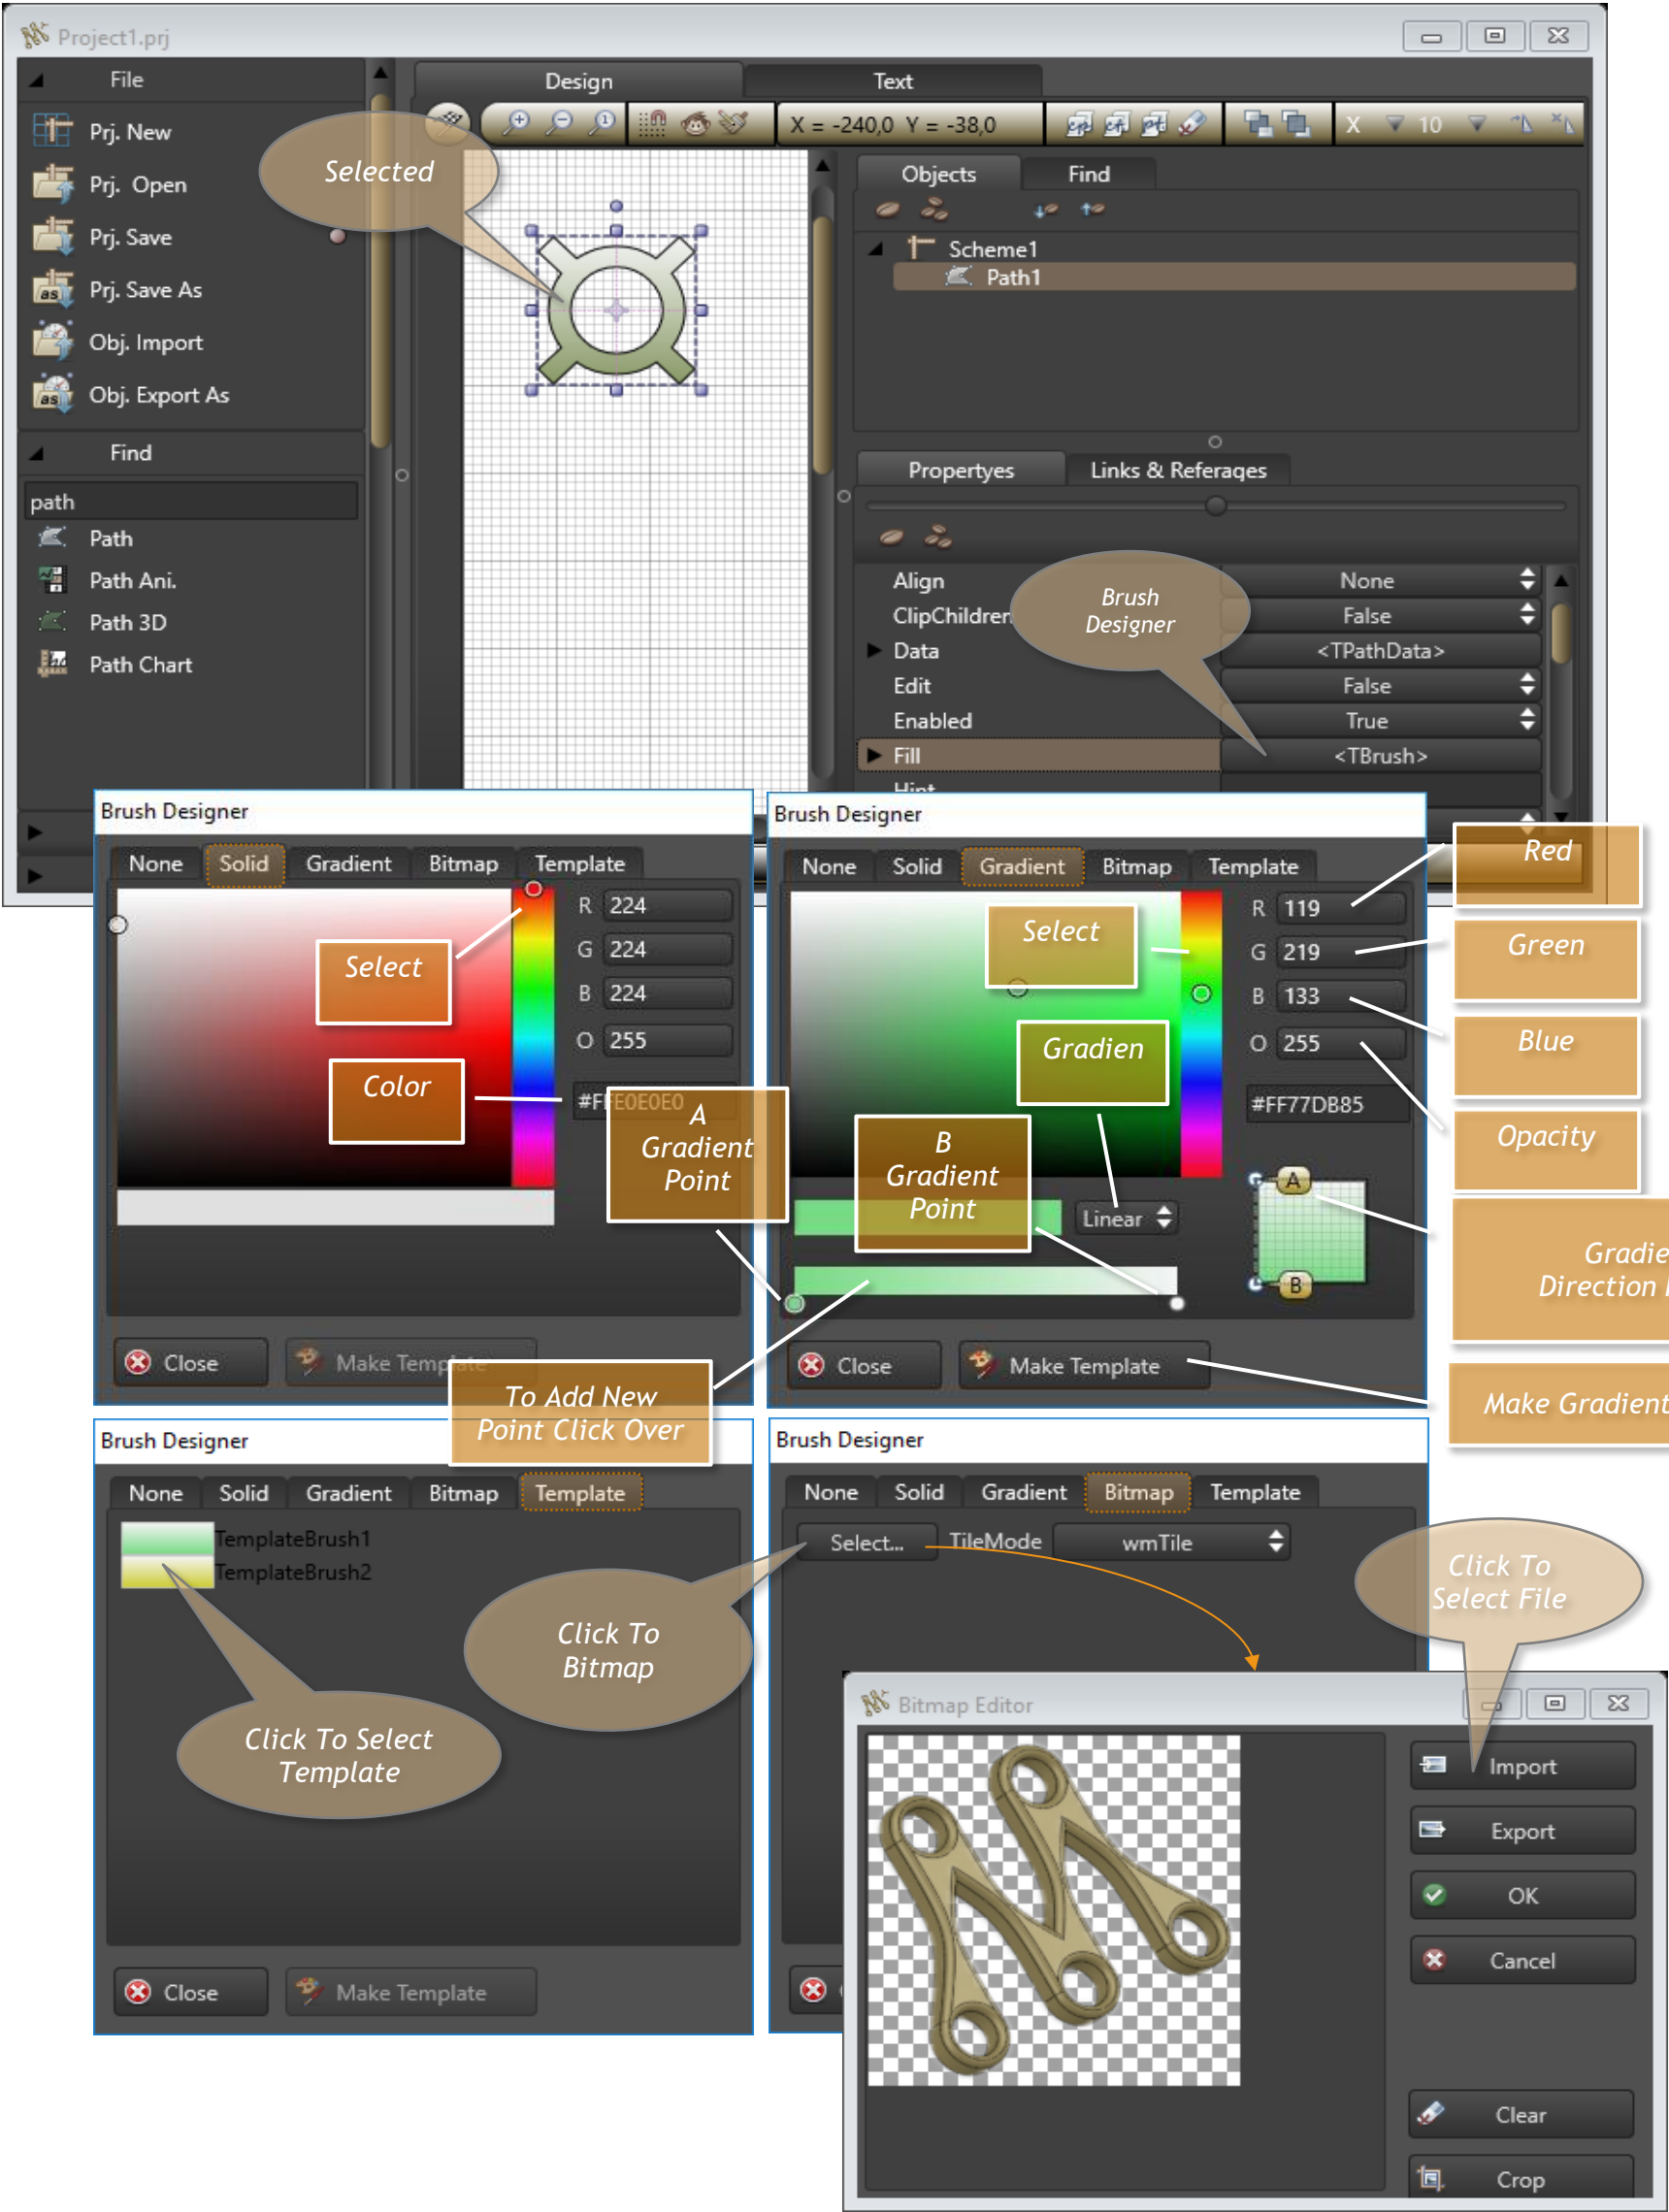 Project1.prj
File
Prj. New
Prj. Open
Prj. Save
Prj. Save As
Obj. Import
Obj. Export As
Find
path
Path
Path Ani.
Path 3D
Path Chart
Design
Text
X = -240,0 Y = -38,0
X
10
Selected
Objects
Find
Scheme1
Path1
Propertyes
Links & Referages
Align
None
ClipChildren
False
Data
<TPathData>
Edit
False
Enabled
True
Fill
<TBrush>
Hint
Brush
Designer
Brush Designer
None
Solid
Gradient
Bitmap
Template
R 224
G 224
B 224
O 255
#FFE0E0E0
Select
Color
Close
Make Template
A
Gradient
Point
To Add New
Point Click Over
Brush Designer
None
Solid
Gradient
Bitmap
Template
R 119
G 219
B 133
O 255
#FF77DB85
Select
Gradien
B
Gradient
Point
Linear
A
B
Close
Make Template
Red
Green
Blue
Opacity
Gradie
Direction
Make Gradient
Brush Designer
None
Solid
Gradient
Bitmap
Template
TemplateBrush1
TemplateBrush2
Click To Select
Template
Close
Make Template
Brush Designer
None
Solid
Gradient
Bitmap
Template
Select...
TileMode
wmTile
Click To
Bitmap
Click To
Select File
Bitmap Editor
Import
Export
OK
Cancel
Clear
Crop